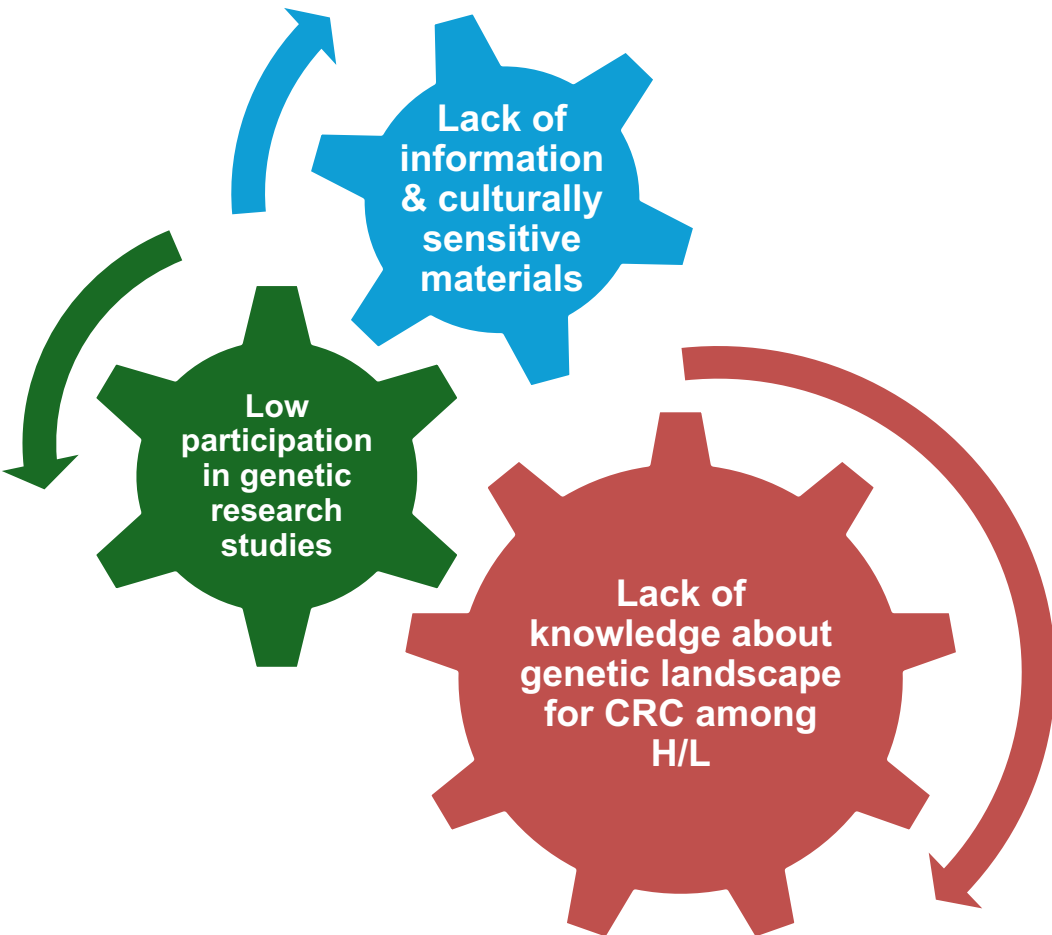 Lack of
information
& culturally
sensitive
materials
Low
participation
in genetic
research
studies
Lack of
knowledge about
genetic landscape
for CRC among
H/L